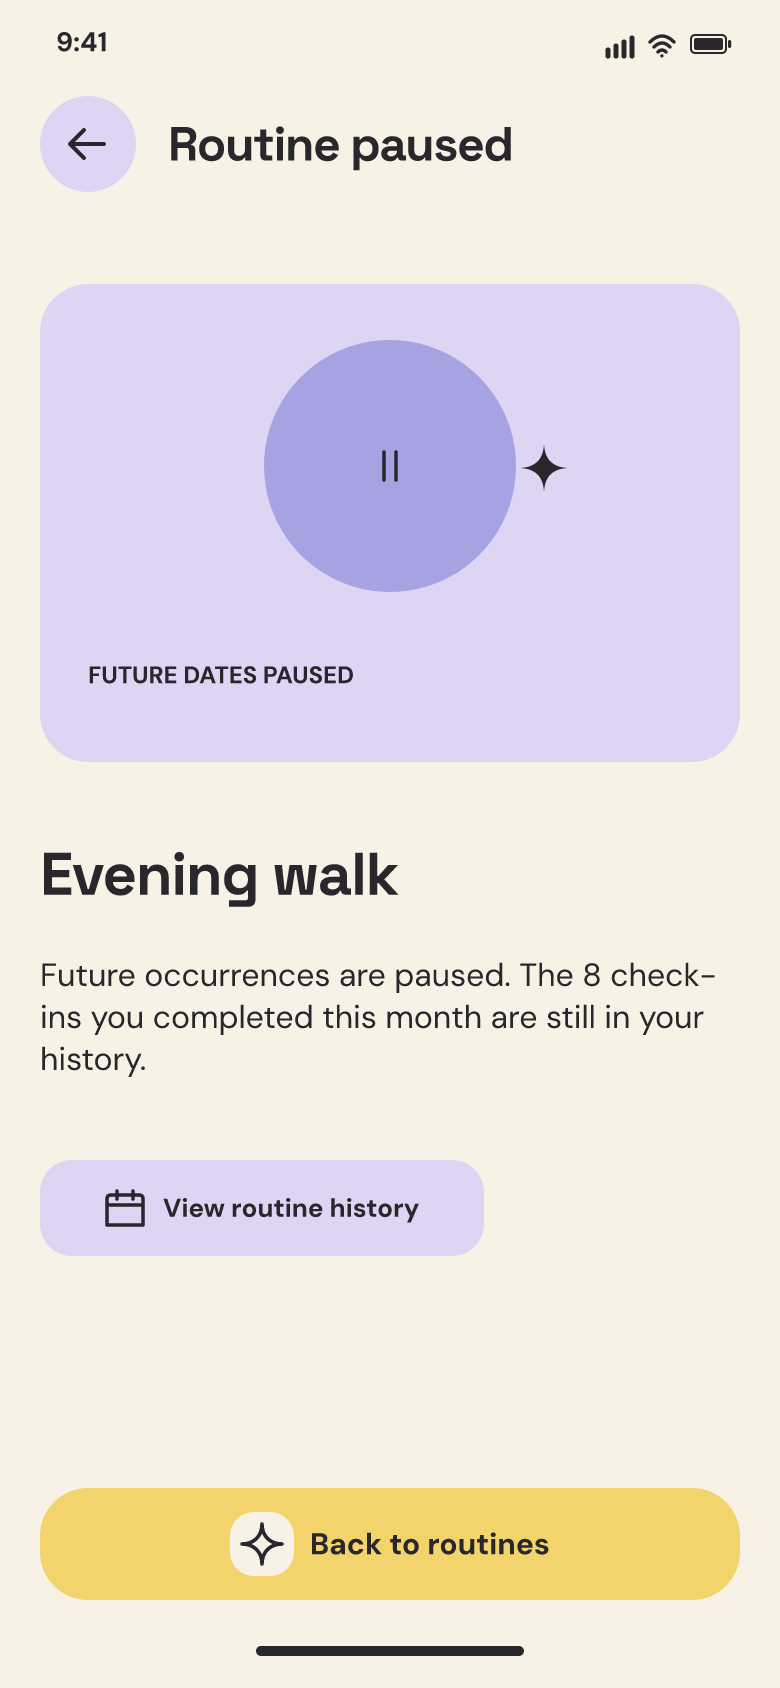 9:41
Routine paused
FUTURE DATES PAUSED
Evening walk
Future occurrences are paused. The 8 check-
ins you completed this month are still in your
history.
View routine history
Back to routines